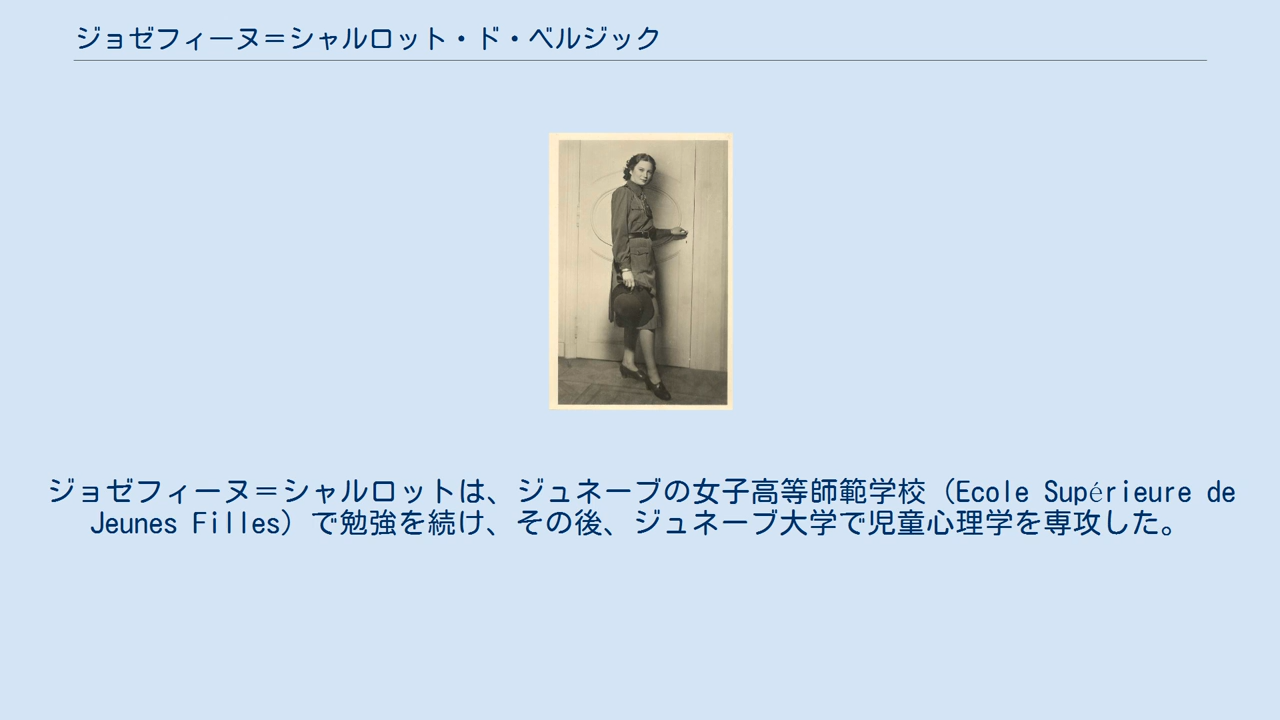 ジョゼフィーヌ＝シャルロット・ド・ベルジック
ジョゼフィーヌ＝シャルロットは、ジュネーブの女子高等師範学校（Ecole Supérieure de
Jeunes Filles）で勉強を続け、その後、ジュネーブ大学で児童心理学を専攻した。